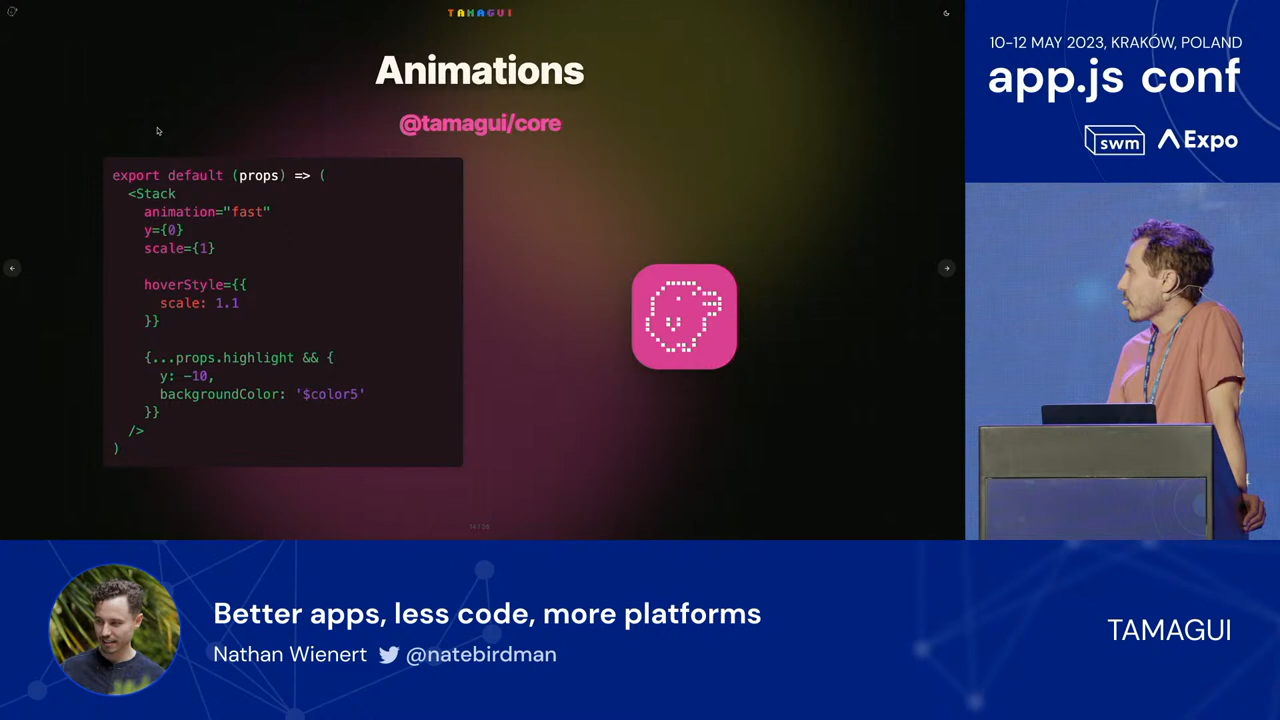 TAMAGUI
Animations
@tamagui/core
export default (props) => (
<Stack
animation="fast"
y={0}
scale={1}
hoverStyle={{
scale: 1.1
}}
{...props.highlight && {
y: -10,
backgroundColor: '$color5'
}}
/>
)
14 / 38
10-12 MAY 2023, KRAKÓW, POLAND
app.js conf
swm
Expo
Better apps, less code, more platforms
Nathan Wienert @natebirdman
TAMAGUI